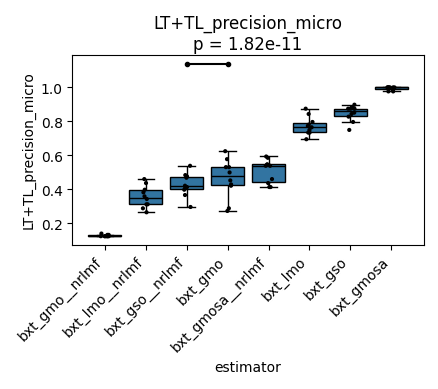 LT+TL_precision_micro
p = 1.82e-11
LT+TL_precision_micro
1.0
0.8
0.6
0.4
0.2
bxt_gmo__nrlmf
bxt_lmo__nrlmf
bxt_gso__nrlmf
bxt_gmo
bxt_gmosa__nrlmf
bxt_lmo
bxt_gso
bxt_gmosa
estimator